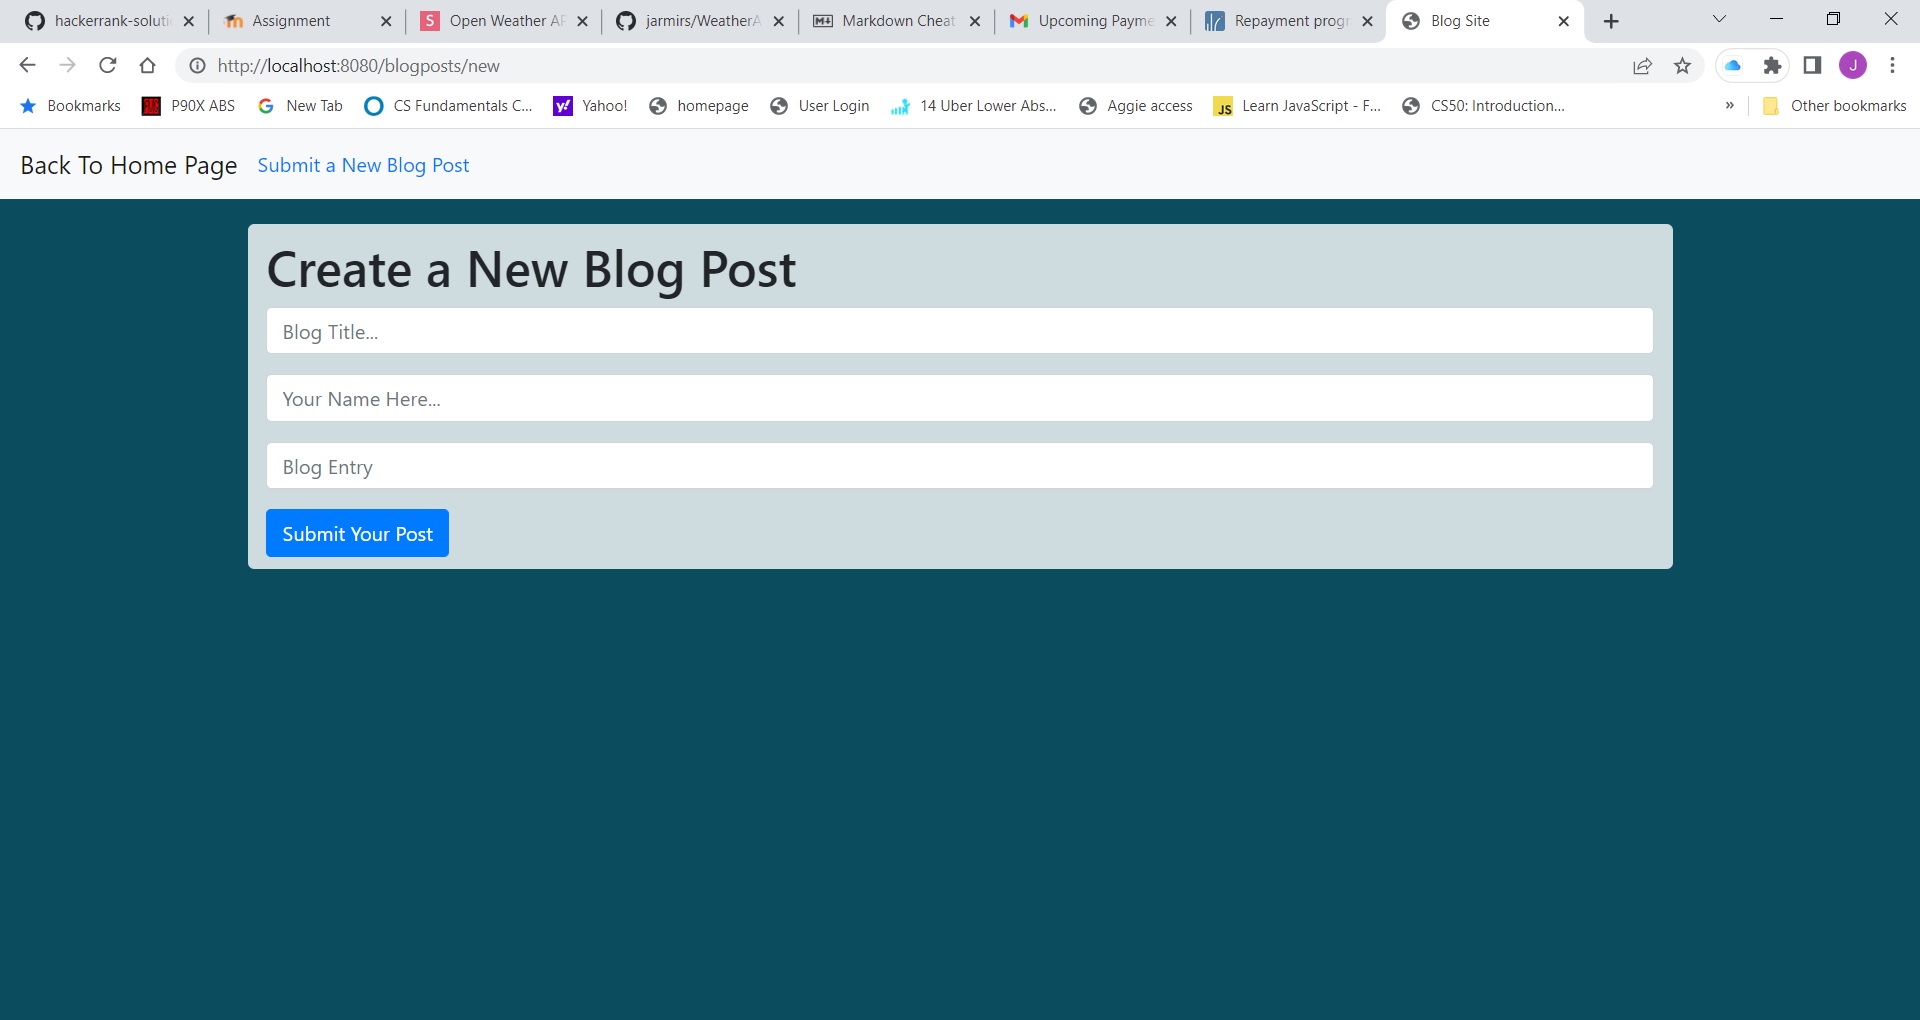 hackerrank-soluti
Assignment
S
Open Weather AP
jarmirs/WeatherA
Markdown Cheat
Upcoming Payme
Repayment progr
Blog Site
http://localhost:8080/blogposts/new
J
Bookmarks
P90X ABS
G
New Tab
CS Fundamentals C...
y!
Yahoo!
homepage
User Login
14 Uber Lower Abs...
Aggie access
JS
Learn JavaScript - F...
CS50: Introduction...
»
Other bookmarks
Back To Home Page
Submit a New Blog Post
Create a New Blog Post
Blog Title...
Your Name Here...
Blog Entry
Submit Your Post